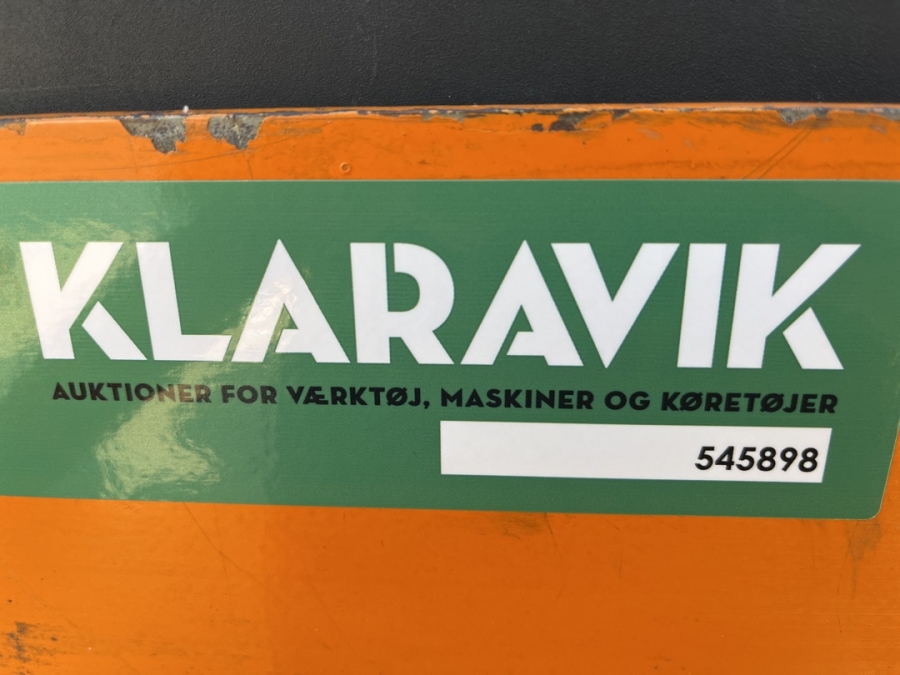 KLARAVIK
AUKTIONER FOR VÆRKTØJ, MASKINER OG KØRETØJER
545898